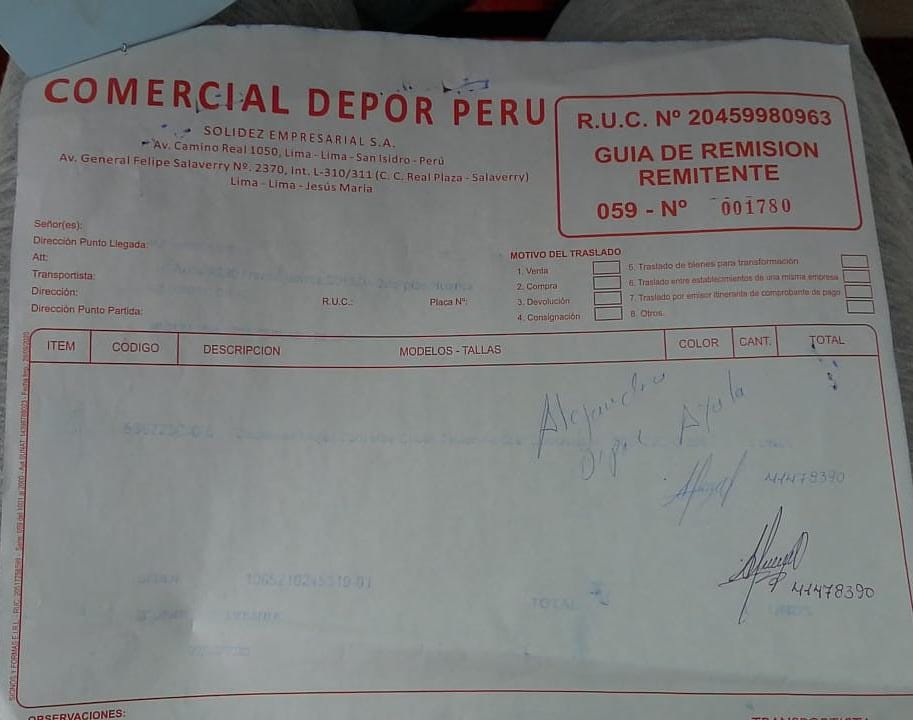 COMERCIAL DEPOR PERU
SOLIDEZ EMPRESARIAL S.A.
Av. Camino Real 1050, Lima - Lima - San Isidro - Perú
Av. General Felipe Salaverry Nº. 2370, Int. L-310/311 (C. C. Real Plaza - Salaverry)
Lima - Lima - Jesús María
R.U.C. Nº 20459980963
GUIA DE REMISION
REMITENTE
059 - Nº 001780
Señor(es):
Dirección Punto Llegada:
Att:
Transportista:
Dirección: R.U.C.: Placa Nº:
Dirección Punto Partida:
MOTIVO DEL TRASLADO
1. Venta
2. Compra
3. Devolución
4. Consignación
5. Traslado de bienes para transformación
6. Traslado entre establecimientos de una misma empresa
7. Traslado por emisor itinerante de comprobante de pago
8. Otros.
ITEM CÓDIGO DESCRIPCION MODELOS - TALLAS COLOR CANT. TOTAL
Alejandro
Ayala
41478390
41478390
TOTAL
OBSERVACIONES: